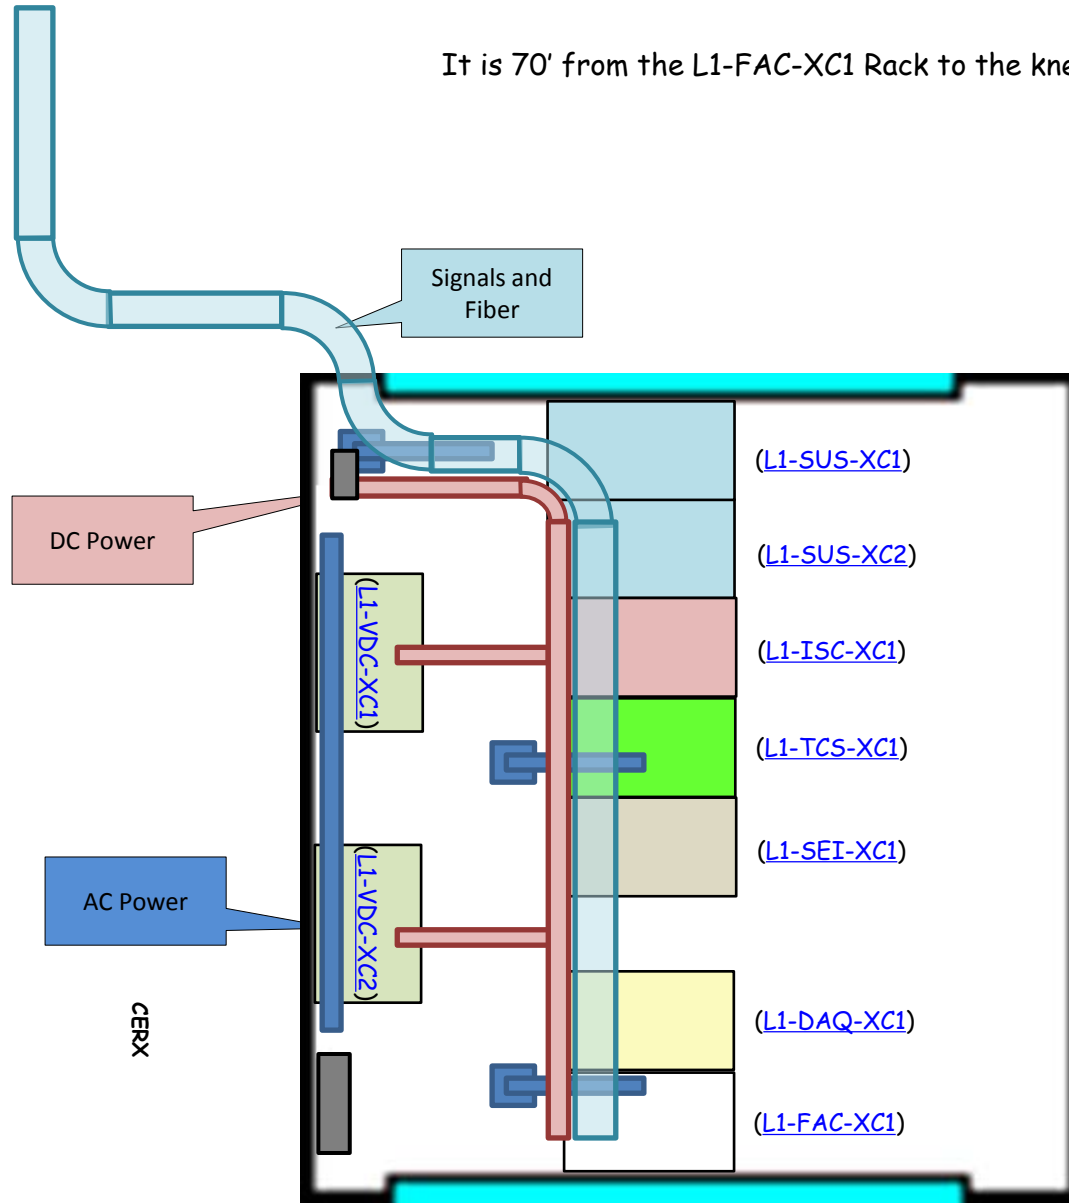 It is 70' from the L1-FAC-XC1 Rack to the
Signals and
Fiber
(L1-SUS-XC1)
DC Power
(L1-SUS-XC2)
(L1-VDC-XC1)
(L1-ISC-XC1)
(L1-TCS-XC1)
(L1-SEI-XC1)
AC Power
(L1-VDC-XC2)
CERX
(L1-DAQ-XC1)
(L1-FAC-XC1)